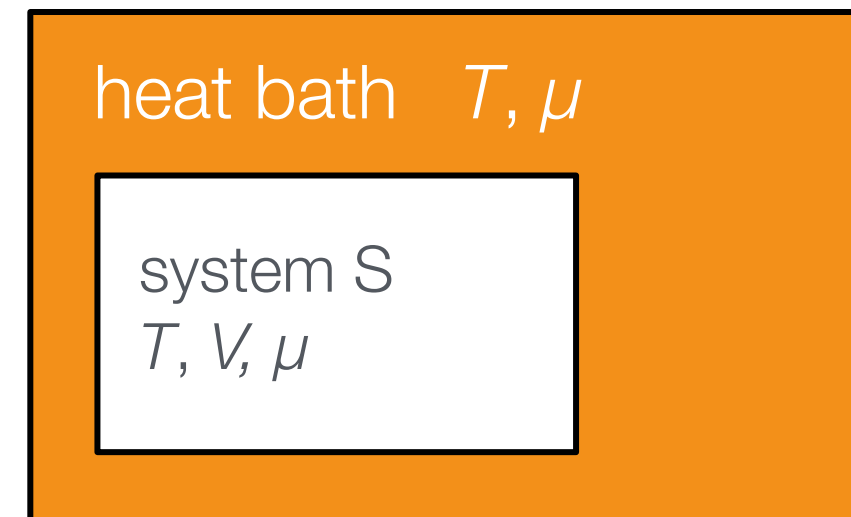 heat bath T, μ
system S
T, V, μ